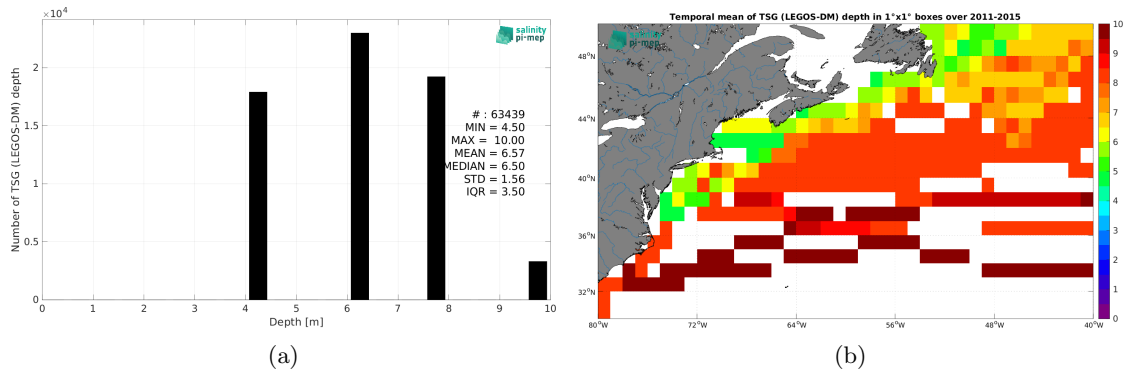 ×10⁴
Number of TSG (LEGOS-DM) depth
2
1.5
1
0.5
0
salinity
pi-mep
# : 63439
MIN = 4.50
MAX = 10.00
MEAN = 6.57
MEDIAN = 6.50
STD = 1.56
IQR = 3.50
0 1 2 3 4 5 6 7 8 9 10
Depth [m]
(a)
Temporal mean of TSG (LEGOS-DM) depth in 1°x1° boxes over 2011-2015
salinity
pi-mep
48°N
44°N
40°N
36°N
32°N
80°W 72°W 64°W 56°W 48°W 40°W
10
9
8
7
6
5
4
3
2
1
0
(b)